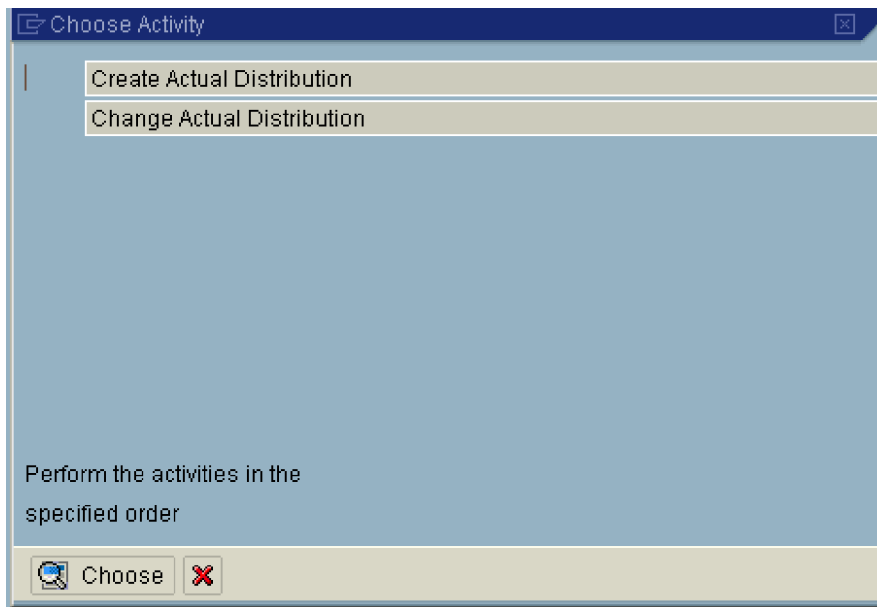 Choose Activity
Create Actual Distribution
Change Actual Distribution
Perform the activities in the
specified order
Choose